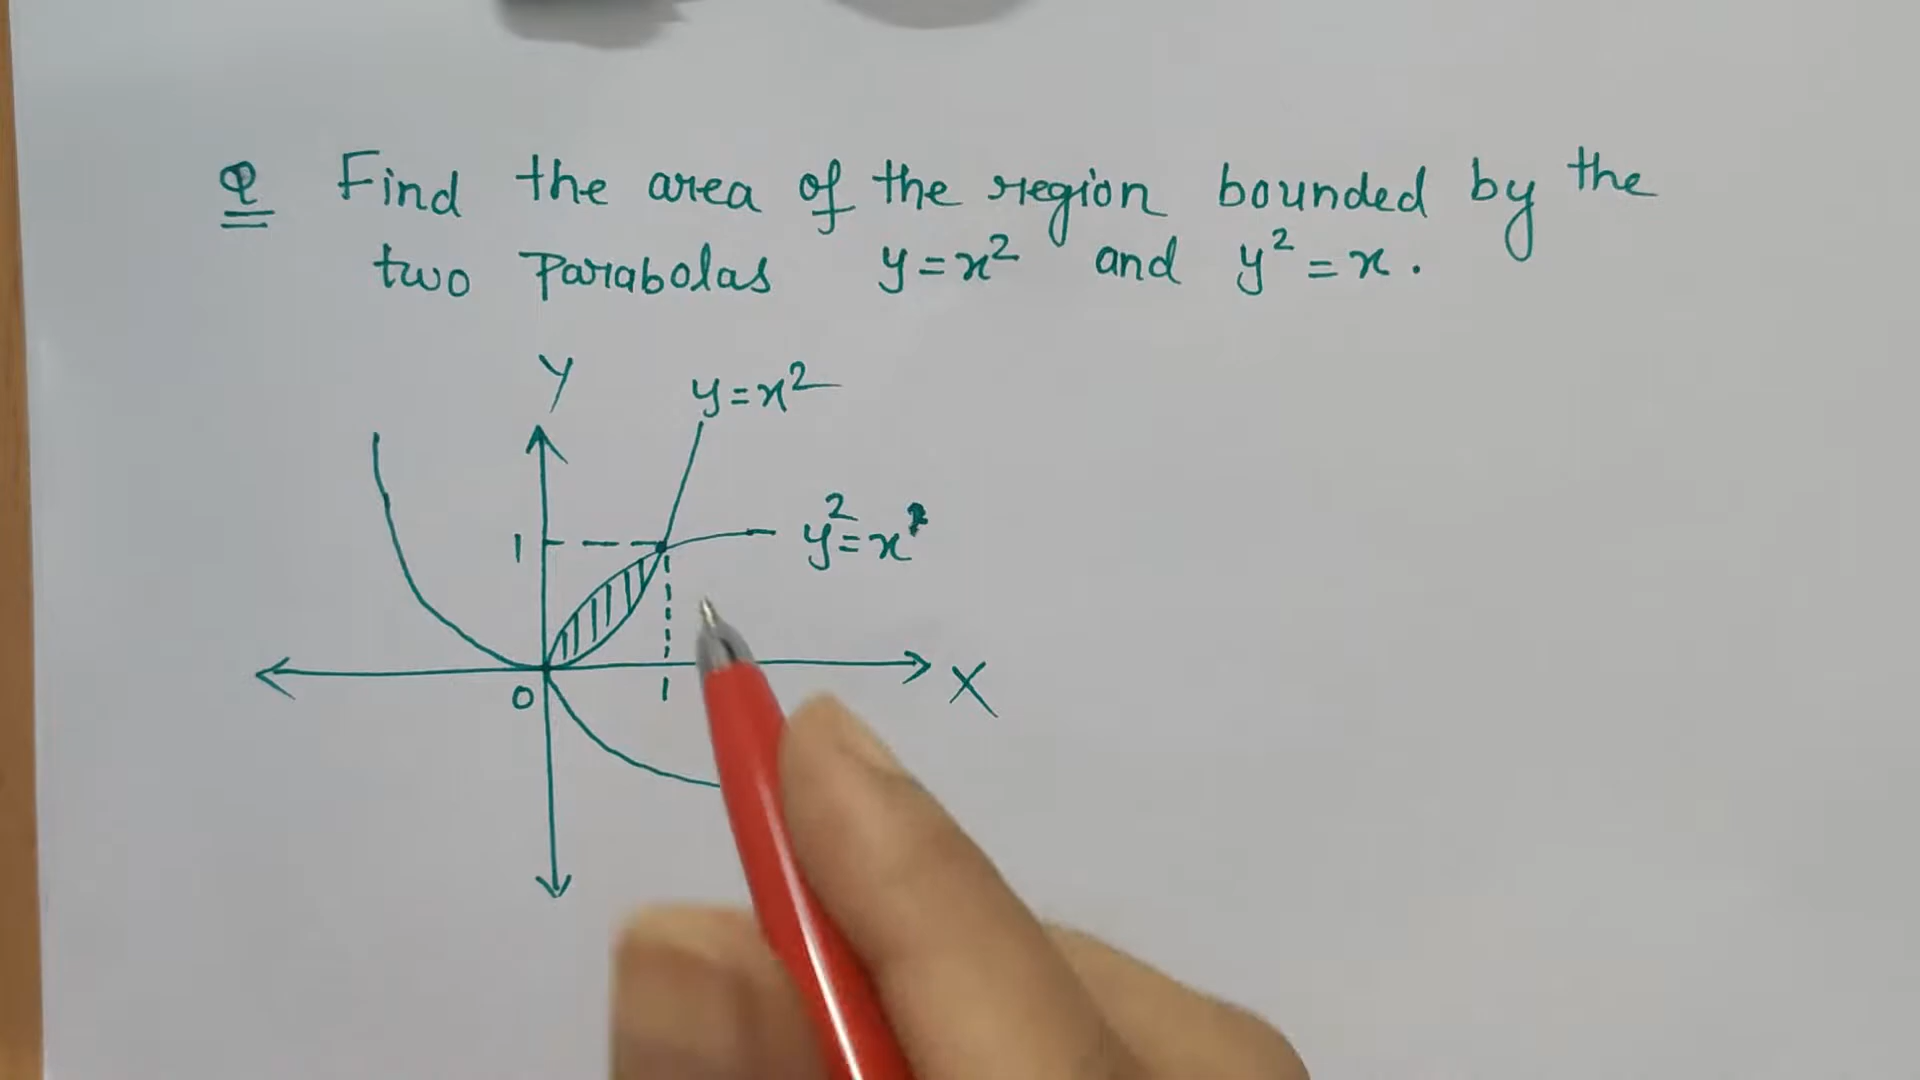 Q Find the area of the region bounded by the
two Parabolas y=x² and y²=x.
Y
y=x²
y²=x
1
0
1
X